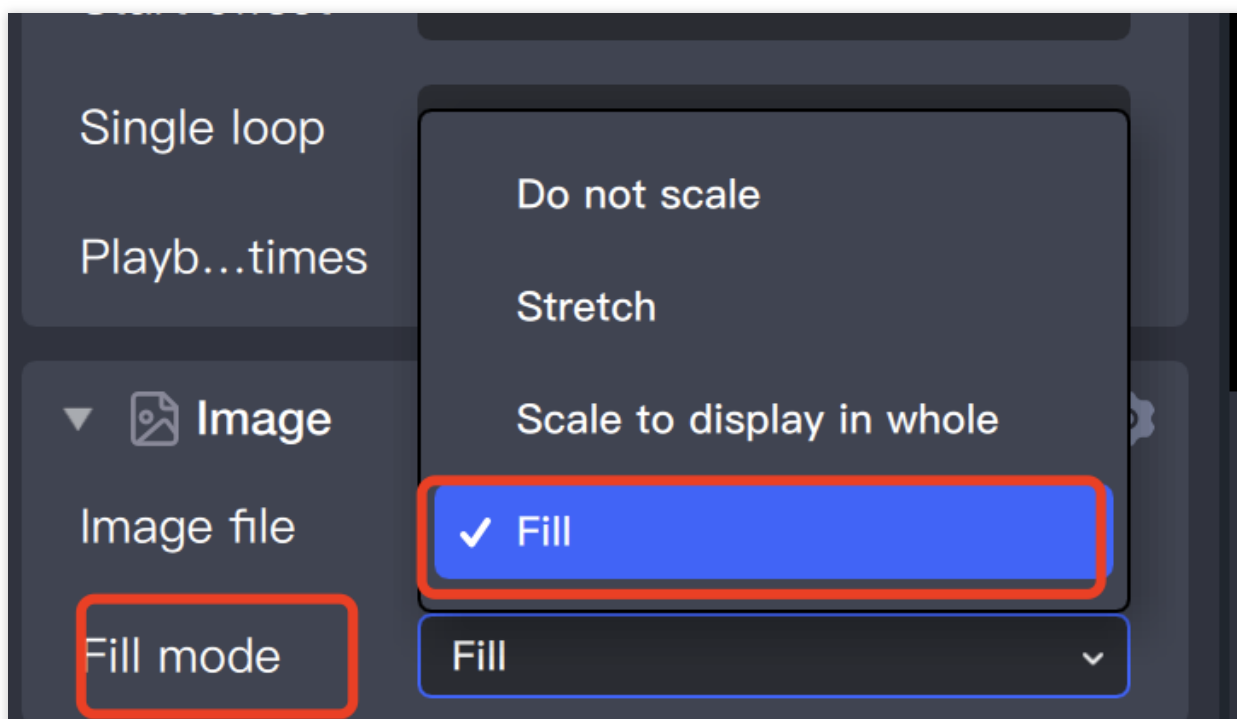 Single loop
Playb...times
Do not scale
Stretch
Scale to display in whole
Image
Image file
Fill
Fill mode
Fill